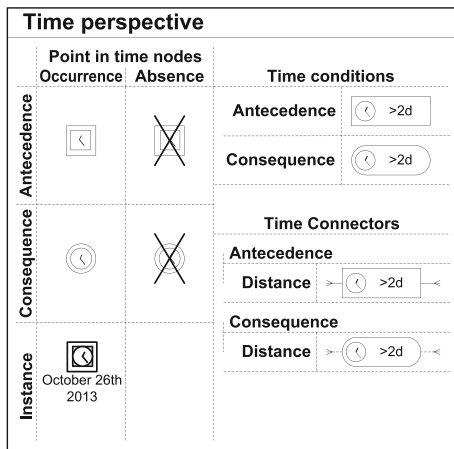 Time perspective
Point in time nodes
Occurrence Absence
Antecedence
Consequence
Instance
October 26th
2013
Time conditions
Antecedence >2d
Consequence >2d
Time Connectors
Antecedence
Distance >2d
Consequence
Distance >2d